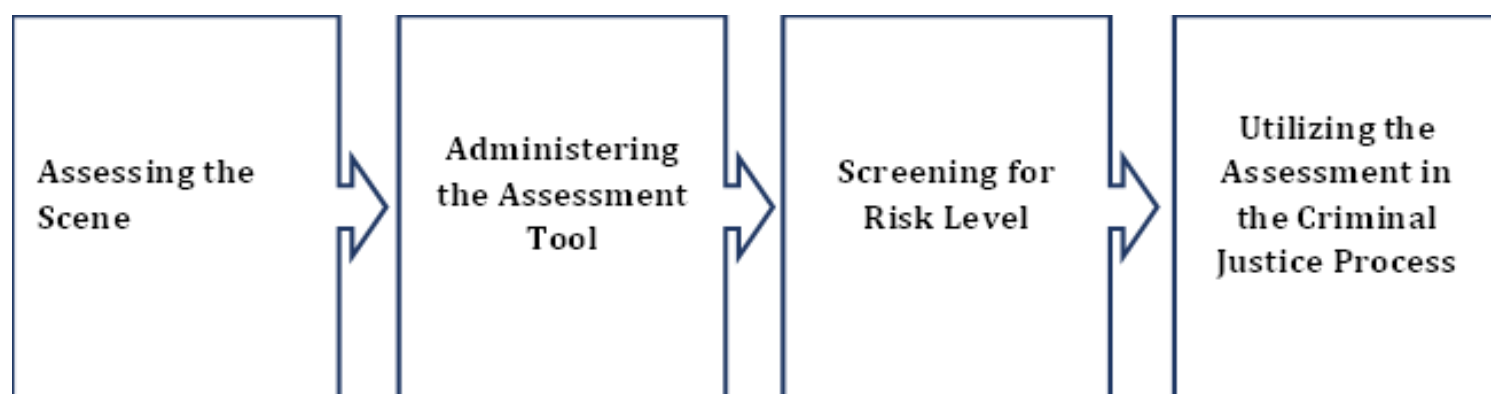 Assessing the
Scene
Administering
the Assessment
Tool
Screening for
Risk Level
Utilizing the
Assessment in
the Criminal
Justice Process